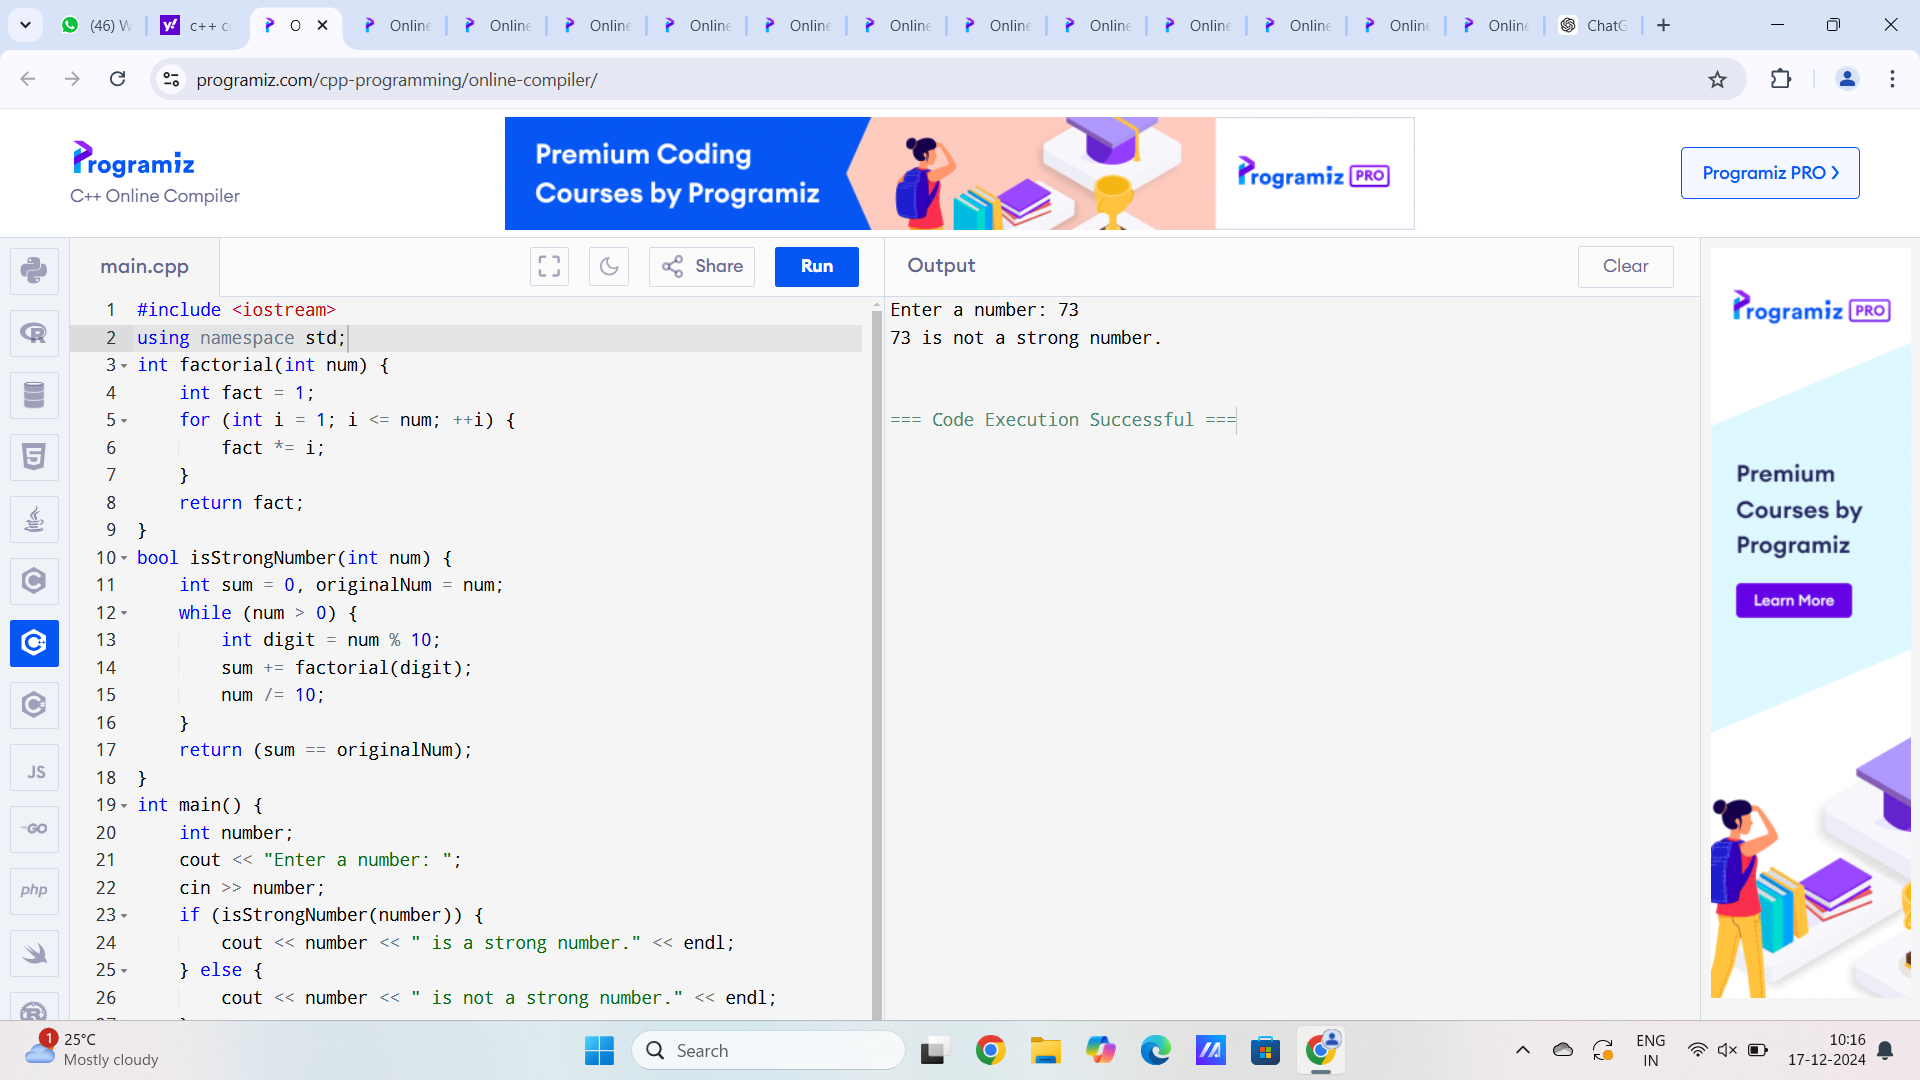 (46) W
c++ c
O
Online
Online
Online
Online
Online
Online
Online
Online
Online
Online
Online
Online
ChatG
programiz.com/cpp-programming/online-compiler/
Programiz
C++ Online Compiler
Premium Coding
Courses by Programiz
Programiz PRO
Programiz PRO
main.cpp
Share
Run
Output
Clear
1 #include <iostream>
2 using namespace std;
3 int factorial(int num) {
4     int fact = 1;
5     for (int i = 1; i <= num; ++i) {
6         fact *= i;
7     }
8     return fact;
9 }
10 bool isStrongNumber(int num) {
11     int sum = 0, originalNum = num;
12     while (num > 0) {
13         int digit = num % 10;
14         sum += factorial(digit);
15         num /= 10;
16     }
17     return (sum == originalNum);
18 }
19 int main() {
20     int number;
21     cout << "Enter a number: ";
22     cin >> number;
23     if (isStrongNumber(number)) {
24         cout << number << " is a strong number." << endl;
25     } else {
26         cout << number << " is not a strong number." << endl;
Enter a number: 73
73 is not a strong number.
=== Code Execution Successful ===
Programiz PRO
Premium
Courses by
Programiz
Learn More
JS
GO
php
1
25°C
Mostly cloudy
Search
ENG
IN
10:16
17-12-2024